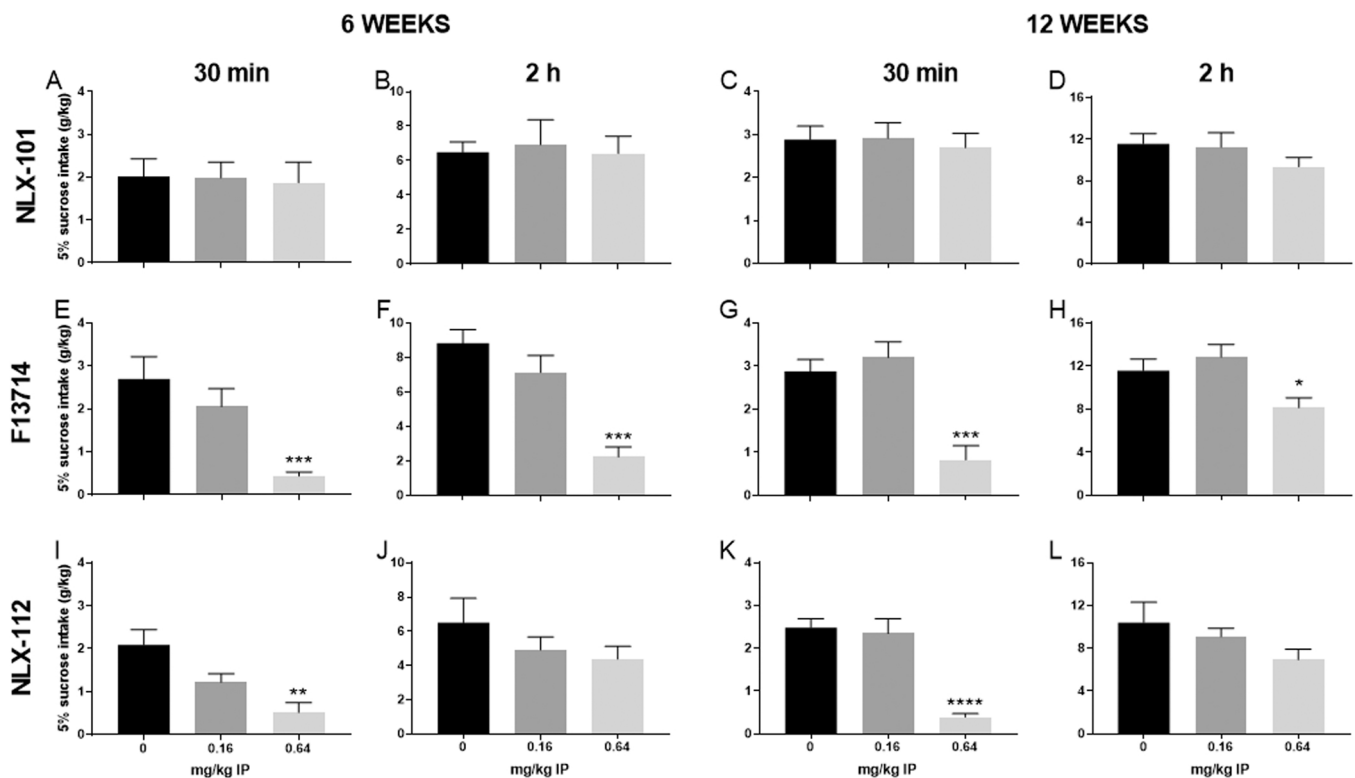 6 WEEKS 12 WEEKS
30 min 2 h 30 min 2 h
A B C D
NLX-101
5% sucrose intake (g/kg)
4 10 4 16
3 8 3 12
2 6 2 8
1 4 1 4
0 2 0 0
0
E F G H
F13714
5% sucrose intake (g/kg)
4 10 4 16
3 8 3 12
2 6 2 8
1 4 1 4
0 2 0 0
0
*** *** *** *
I J K L
NLX-112
5% sucrose intake (g/kg)
4 10 4 16
3 8 3 12
2 6 2 8
1 4 1 4
0 2 0 0
0
** ****
0 0.16 0.64 0 0.16 0.64 0 0.16 0.64 0 0.16 0.64
mg/kg IP mg/kg IP mg/kg IP mg/kg IP